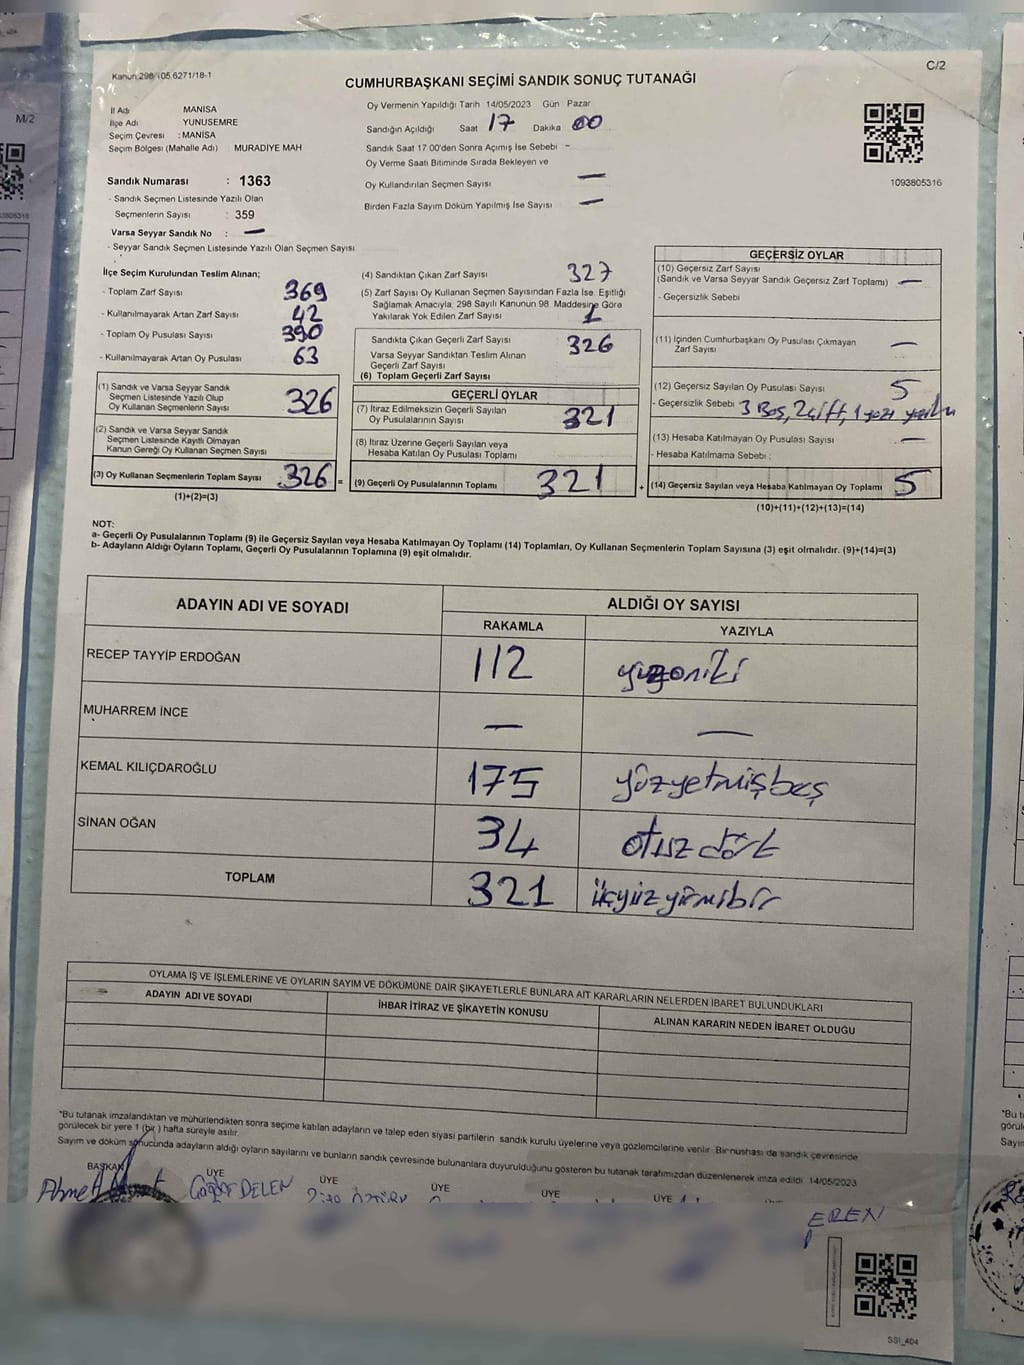 Kanun:298/105,6271/18-1
C/2
CUMHURBAŞKANI SEÇİMİ SANDIK SONUÇ TUTANAĞI
M/2
İl Adı MANİSA
İlçe Adı YUNUSEMRE
Seçim Çevresi : MANİSA
Seçim Bölgesi (Mahalle Adı) : MURADİYE MAH
Sandık Numarası : 1363
- Sandık Seçmen Listesinde Yazılı Olan
Seçmenlerin Sayısı : 359
Varsa Seyyar Sandık No : —
- Seyyar Sandık Seçmen Listesinde Yazılı Olan Seçmen Sayısı
Oy Vermenin Yapıldığı Tarih 14/05/2023 Gün Pazar
Sandığın Açıldığı Saat 17 Dakika 00
Sandık Saat 17.00'den Sonra Açımış İse Sebebi -
Oy Verme Saati Bitiminde Sırada Bekleyen ve
Oy Kullandırılan Seçmen Sayısı —
Birden Fazla Sayım Döküm Yapılmış İse Sayısı —
1093805316
İlçe Seçim Kurulundan Teslim Alınan;
- Toplam Zarf Sayısı 369
- Kullanılmayarak Artan Zarf Sayısı 42
- Toplam Oy Pusulası Sayısı 390
- Kullanılmayarak Artan Oy Pusulası 63
(1) Sandık ve Varsa Seyyar Sandık
Seçmen Listesinde Yazılı Olup
Oy Kullanan Seçmenlerin Sayısı 326
(2) Sandık ve Varsa Seyyar Sandık
Seçmen Listesinde Kayıtlı Olmayan
Kanun Gereği Oy Kullanan Seçmen Sayısı
(3) Oy Kullanan Seçmenlerin Toplam Sayısı 326 =
(1)+(2)=(3)
(4) Sandıktan Çıkan Zarf Sayısı 327
(5) Zarf Sayısı Oy Kullanan Seçmen Sayısından Fazla İse, Eşitliği
Sağlamak Amacıyla, 298 Sayılı Kanunun 98 Maddesine Göre
Yakılarak Yok Edilen Zarf Sayısı 1
Sandıkta Çıkan Geçerli Zarf Sayısı 326
Varsa Seyyar Sandıktan Teslim Alınan
Geçerli Zarf Sayısı
(6) Toplam Geçerli Zarf Sayısı
GEÇERLİ OYLAR
(7) İtiraz Edilmeksizin Geçerli Sayılan
Oy Pusulalarının Sayısı 321
(8) İtiraz Üzerine Geçerli Sayılan veya
Hesaba Katılan Oy Pusulası Toplamı
(9) Geçerli Oy Pusulalarının Toplamı 321 +
GEÇERSİZ OYLAR
(10) Geçersiz Zarf Sayısı
(Sandık ve Varsa Seyyar Sandık Geçersiz Zarf Toplamı) —
- Geçersizlik Sebebi
(11) İçinden Cumhurbaşkanı Oy Pusulası Çıkmayan
Zarf Sayısı —
(12) Geçersiz Sayılan Oy Pusulası Sayısı 5
- Geçersizlik Sebebi 3 Boş, 2 çift, 1 yazı yazılı
(13) Hesaba Katılmayan Oy Pusulası Sayısı —
- Hesaba Katılmama Sebebi :
(14) Geçersiz Sayılan veya Hesaba Katılmayan Oy Toplamı 5
(10)+(11)+(12)+(13)=(14)
NOT:
a- Geçerli Oy Pusulalarının Toplamı (9) ile Geçersiz Sayılan veya Hesaba Katılmayan Oy Toplamı (14) Toplamları, Oy Kullanan Seçmenlerin Toplam Sayısına (3) eşit olmalıdır. (9)+(14)=(3)
b- Adayların Aldığı Oyların Toplamı, Geçerli Oy Pusulalarının Toplamına (9) eşit olmalıdır.
ADAYIN ADI VE SOYADI ALDIĞI OY SAYISI
RAKAMLA YAZIYLA
RECEP TAYYİP ERDOĞAN 112 yüzoniki
MUHARREM İNCE — —
KEMAL KILIÇDAROĞLU 175 yüzyetmişbeş
SİNAN OĞAN 34 otuzdört
TOPLAM 321 üçyüzyirmibir
OYLAMA İŞ VE İŞLEMLERİNE VE OYLARIN SAYIM VE DÖKÜMÜNE DAİR ŞİKAYETLERLE BUNLARA AİT KARARLARIN NELERDEN İBARET BULUNDUKLARI
ADAYIN ADI VE SOYADI İHBAR İTİRAZ VE ŞİKAYETİN KONUSU ALINAN KARARIN NEDEN İBARET OLDUĞU
*Bu tutanak imzalandıktan ve mühürlendikten sonra seçime katılan adayların ve talep eden siyasi partilerin sandık kurulu üyelerine veya gözlemcilerine verilir. Bir nushası da sandık çevresinde
görülecek bir yere 1 (bir) hafta süreyle asılır.
Sayım ve döküm sonucunda adayların aldığı oyların sayılarını ve bunların sandık çevresinde bulunanlara duyurulduğunu gösteren bu tutanak tarafımızdan düzenlenerek imza edildi. 14/05/2023
BAŞKAN ÜYE ÜYE ÜYE ÜYE ÜYE
Ahmet DELEN
EREN
SSİ_404